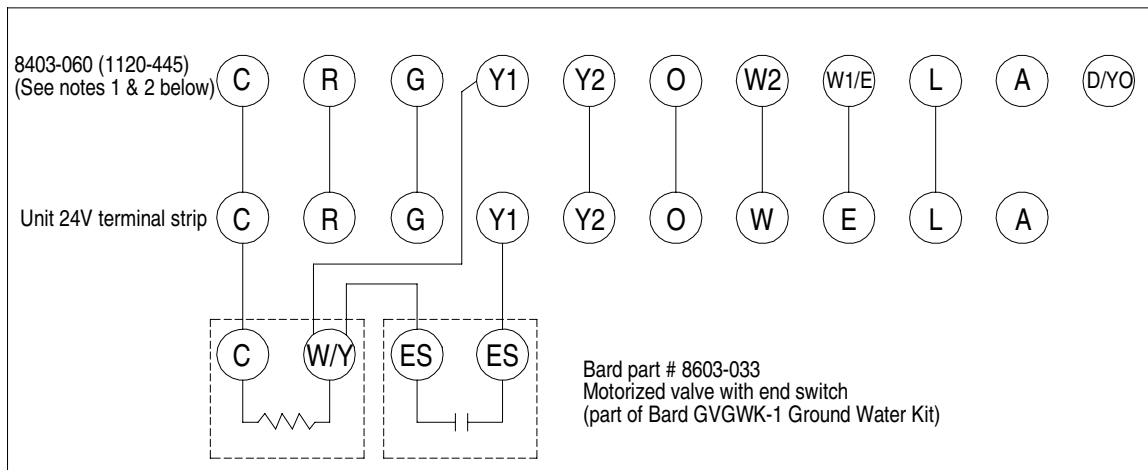 8403-060 (1120-445)
(See notes 1 & 2 below)
C R G Y1 Y2 O W2 W1/E L A D/YO
Unit 24V terminal strip
C R G Y1 Y2 O W E L A
C W/Y ES ES
Bard part # 8603-033
Motorized valve with end switch
(part of Bard GVGWK-1 Ground Water Kit)